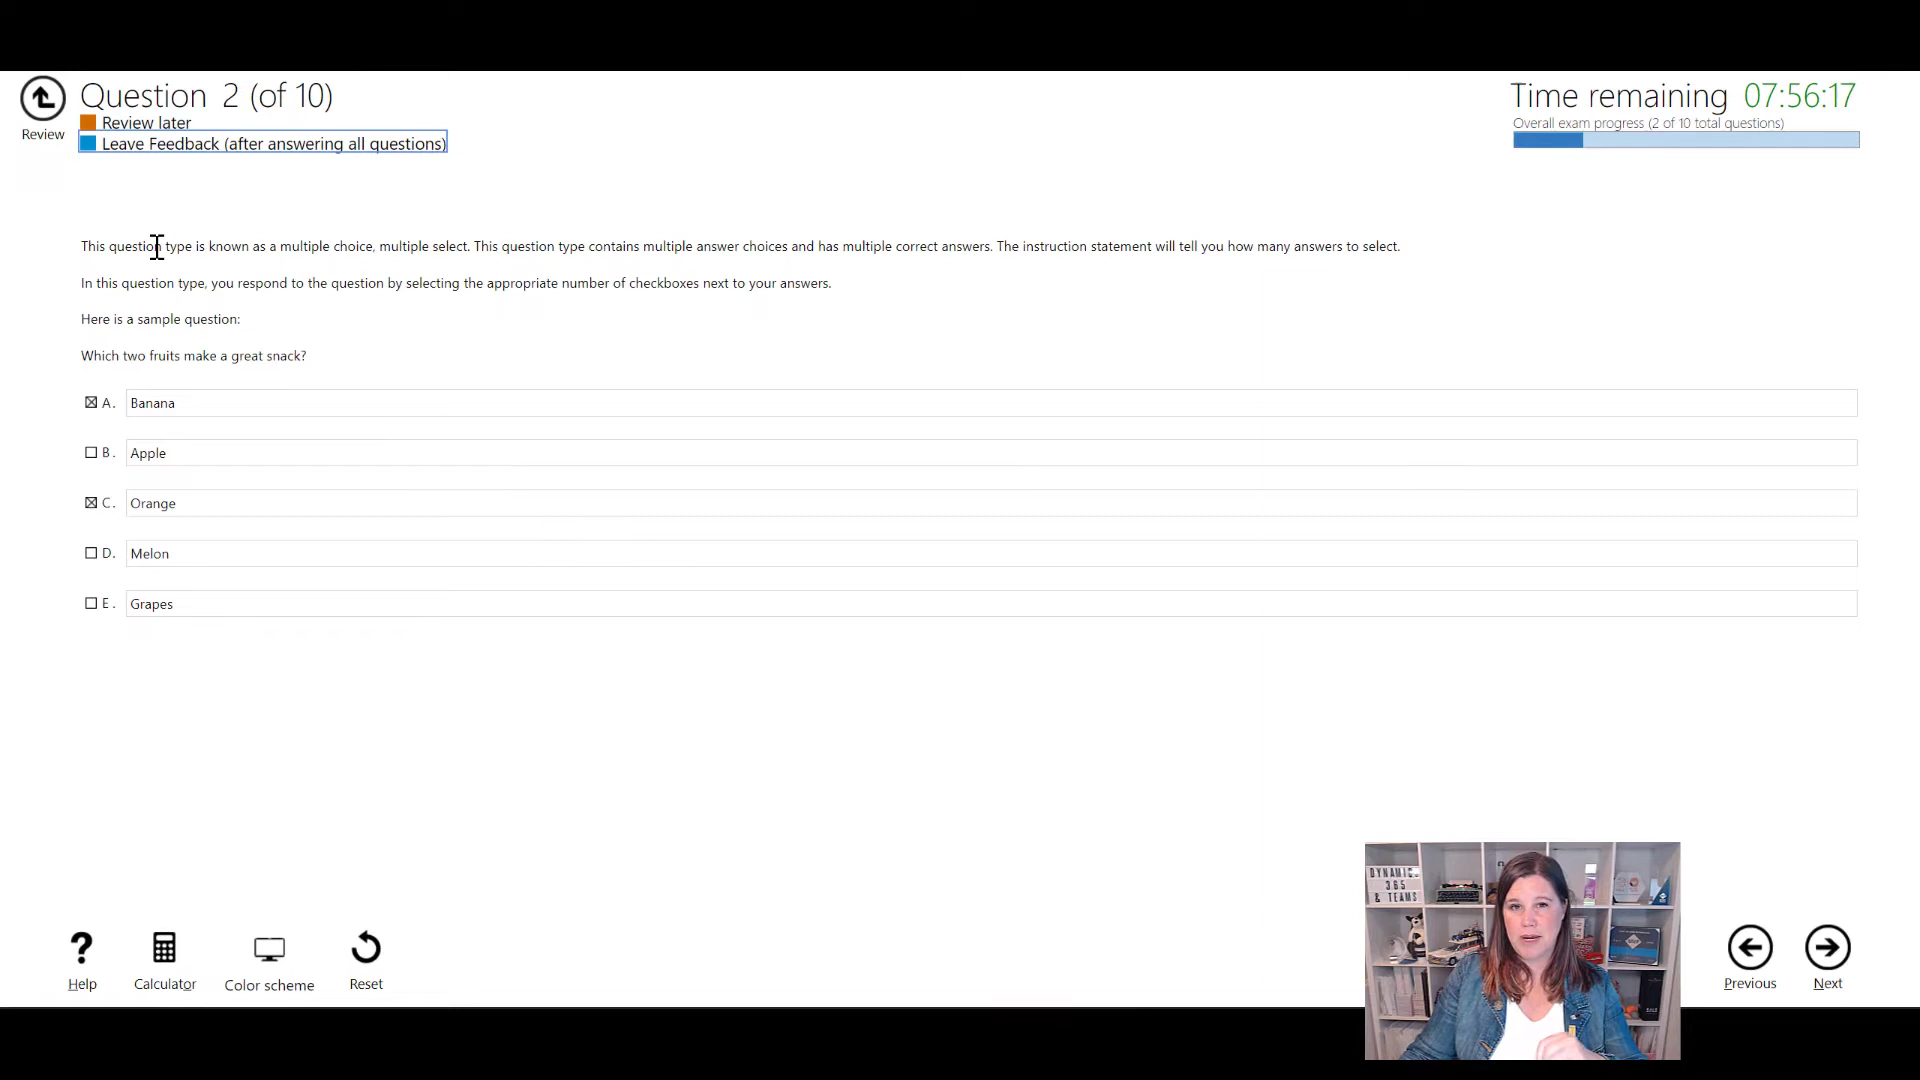 Question 2 (of 10)
Review
Review later
Leave Feedback (after answering all questions)
Time remaining 07:56:17
Overall exam progress (2 of 10 total questions)
This question type is known as a multiple choice, multiple select. This question type contains multiple answer choices and has multiple correct answers. The instruction statement will tell you how many answers to select.
In this question type, you respond to the question by selecting the appropriate number of checkboxes next to your answers.
Here is a sample question:
Which two fruits make a great snack?
A. Banana
B. Apple
C. Orange
D. Melon
E. Grapes
DYNAMICS
365
& TEAMS
Help
Calculator
Color scheme
Reset
Previous
Next